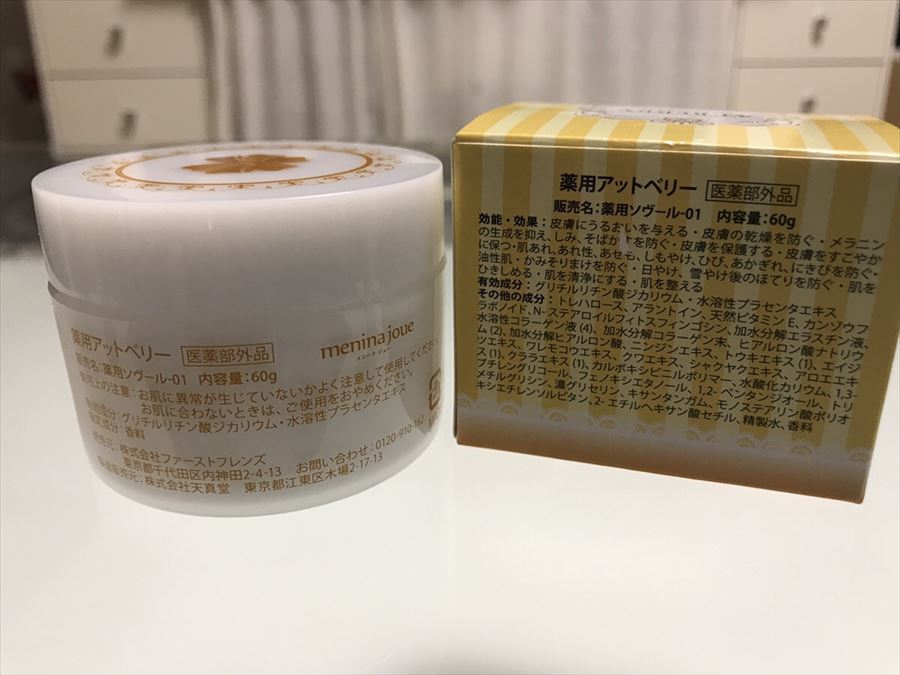 menina joue
メニーナ ジュー
薬用アットベリー 医薬部外品
販売名：薬用ソヴール-01 内容量：60g
使用上の注意：お肌に異常が生じていないかよく注意して使用してください。
お肌に合わないときは、ご使用をおやめください。
有効成分：グリチルリチン酸ジカリウム・水溶性プラセンタエキス
香料
発売元：株式会社ファーストフレンズ
東京都千代田区内神田2-4-13 お問い合わせ：0120-910-
製造販売元：株式会社天真堂 東京都江東区木場2-17-13
薬用アットベリー 医薬部外品
販売名：薬用ソヴール-01 内容量：60g
効能・効果：皮膚にうるおいを与える・皮膚の乾燥を防ぐ・メラニン
の生成を抑え、しみ、そばかすを防ぐ・皮膚を保護する・皮膚をすこやか
に保つ・肌あれ、あれ性、あせも、しもやけ、ひび、あかぎれ、にきびを防ぐ・
油性肌・かみそりまけを防ぐ・日やけ、雪やけ後のほてりを防ぐ・肌を
ひきしめる・肌を清浄にする・肌を整える
有効成分：グリチルリチン酸ジカリウム・水溶性プラセンタエキス
その他の成分：トレハロース、アラントイン、天然ビタミンE、カンゾウフ
ラボノイド、N-ステアロイルフィトスフィンゴシン、加水分解エラスチン液、
水溶性コラーゲン液(4)、加水分解コラーゲン末、ヒアルロン酸ナトリウ
ム(2)、加水分解ヒアルロン酸、ニンジンエキス、トウキエキス(1)、エイジ
ツエキス、ワレモコウエキス、クワエキス、シャクヤクエキス、アロエエキ
ス(1)、クララエキス(1)、カルボキシビニルポリマー、水酸化カリウム、1,3-
ブチレングリコール、フェノキシエタノール、1,2-ペンタンジオール、トリ
メチルグリシン、濃グリセリン、キサンタンガム、モノステアリン酸ポリオ
キシエチレンソルビタン、2-エチルヘキサン酸セチル、精製水、香料